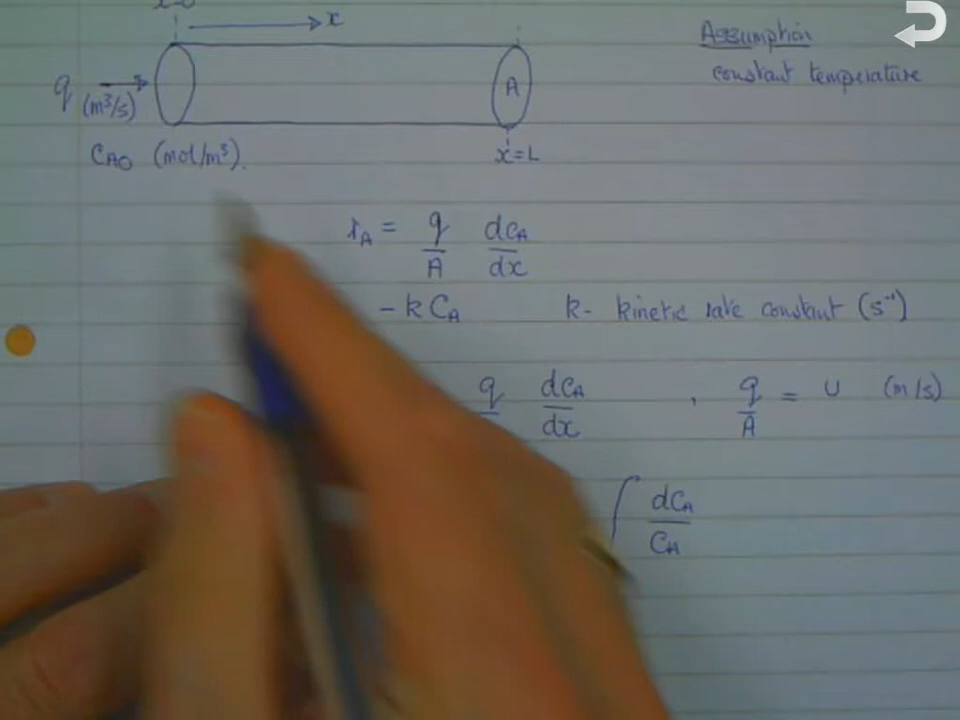 x=0
x
Assumption
q (m³/s)
A
constant temperature
CA0 (mol/m³).
x=L
rA = q/A dCA/dx
- k CA k- kinetic rate constant (s⁻¹)
q dCA/dx , q/A = U (m/s)
∫ dCA/CA